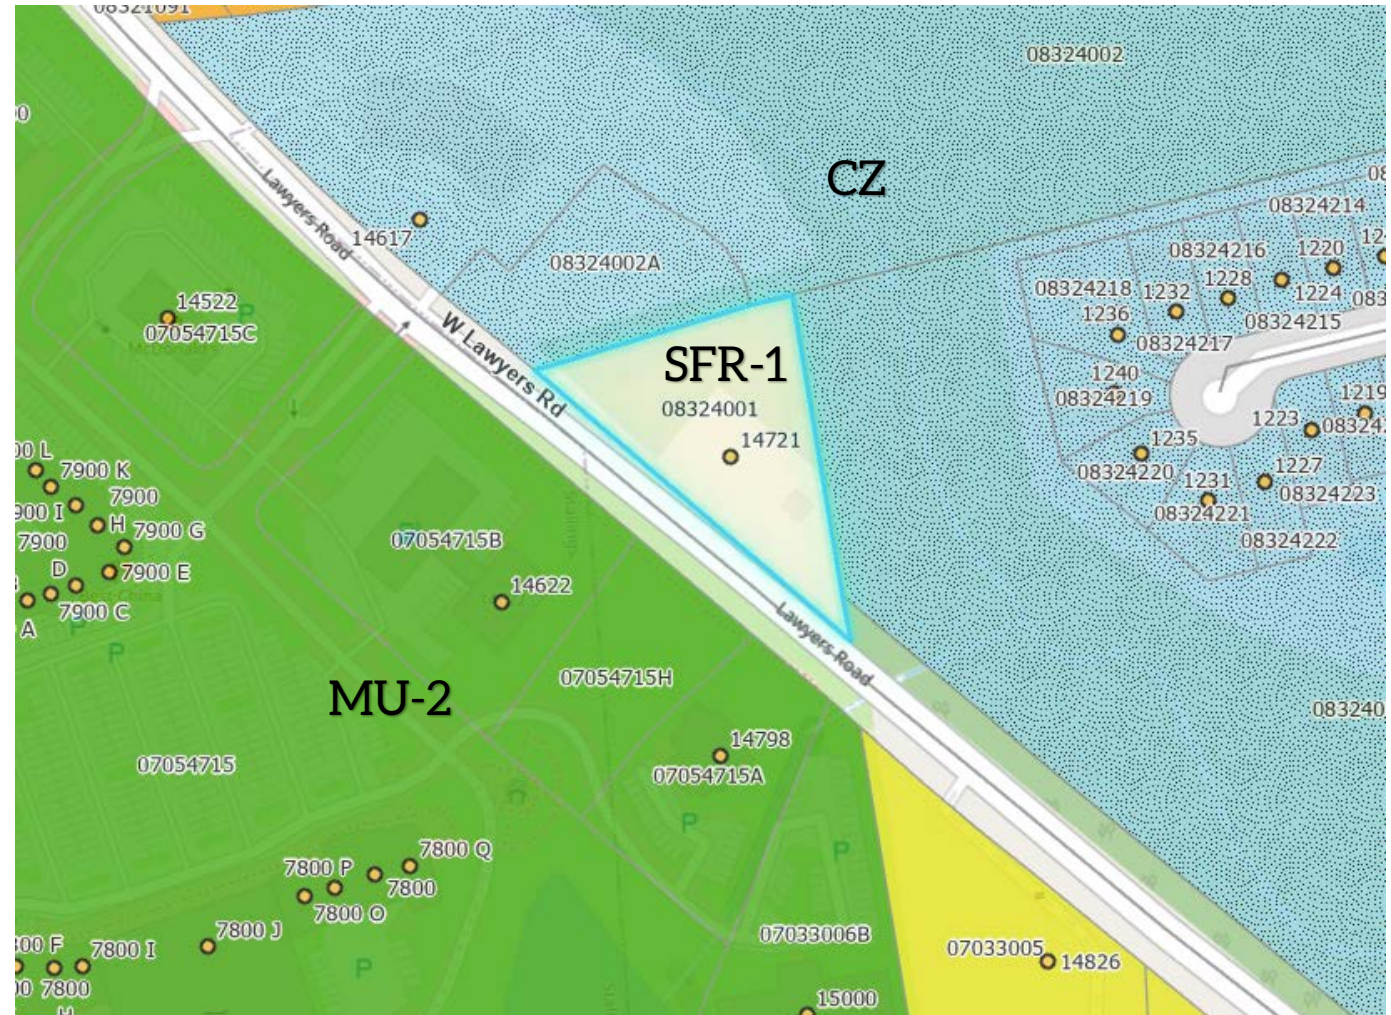 08321091
08324002
CZ
08324214
14617
08324002A
08324216
1220
08324218
1232
1228
1224
1236
08324215
08324217
Lawyers Road
14522
07054715C
McDonald's
P
W Lawyers Rd
SFR-1
08324001
14721
1240
08324219
1219
1223
1235
08324220
1227
1231
08324223
08324221
08324222
7900 K
7900
H
7900 G
7900
D
7900 E
7900 C
A
P
P
07054715B
14622
Lawyers Road
07054715H
MU-2
14798
07054715A
07054715
P
P
7800 Q
7800 P
7800
7800 O
7800 J
7800 I
7800
P
07033006B
07033005
14826
15000